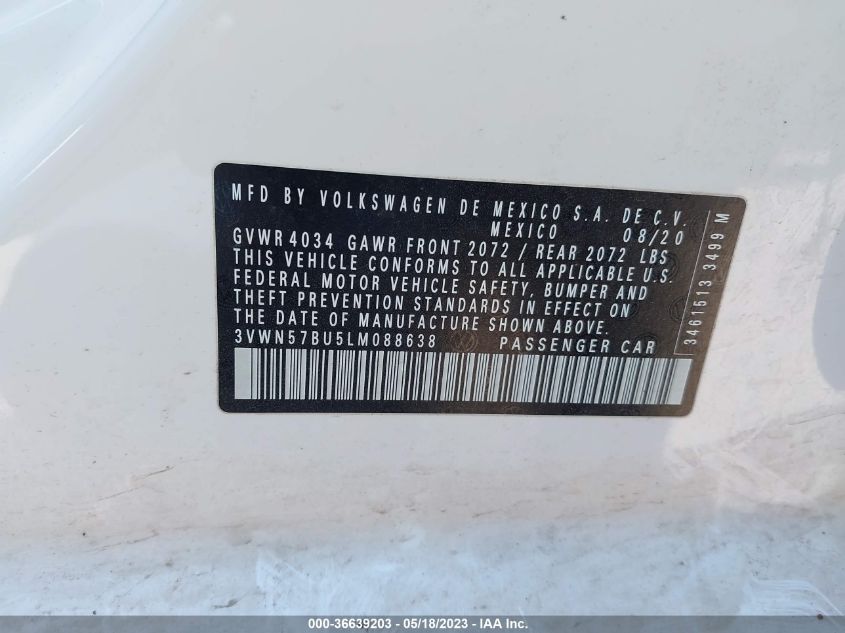 MFD BY VOLKSWAGEN DE MEXICO S.A. DE C.V.
MEXICO 08/20
GVWR 4034 GAWR FRONT 2072 / REAR 2072 LBS
THIS VEHICLE CONFORMS TO ALL APPLICABLE U.S.
FEDERAL MOTOR VEHICLE SAFETY, BUMPER AND
THEFT PREVENTION STANDARDS IN EFFECT ON
THE DATE OF MANUFACTURE SHOWN ABOVE.
3VWN57BU5LM088638 PASSENGER CAR
3461513 3499 M
000-36639203 - 05/18/2023 - IAA Inc.